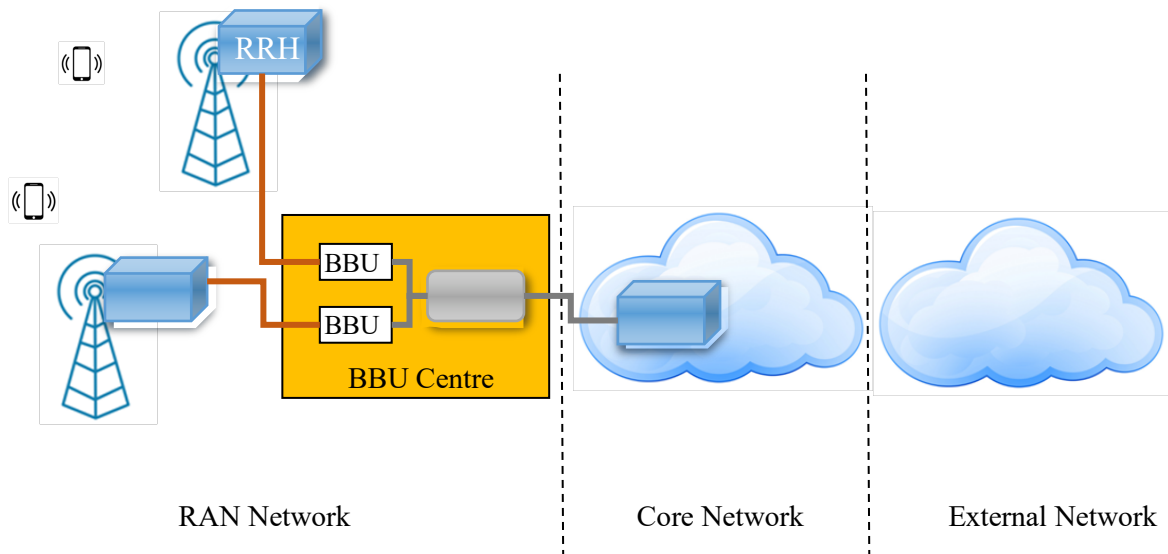 RRH
BBU
BBU
BBU Centre
RAN Network
Core Network
External Network